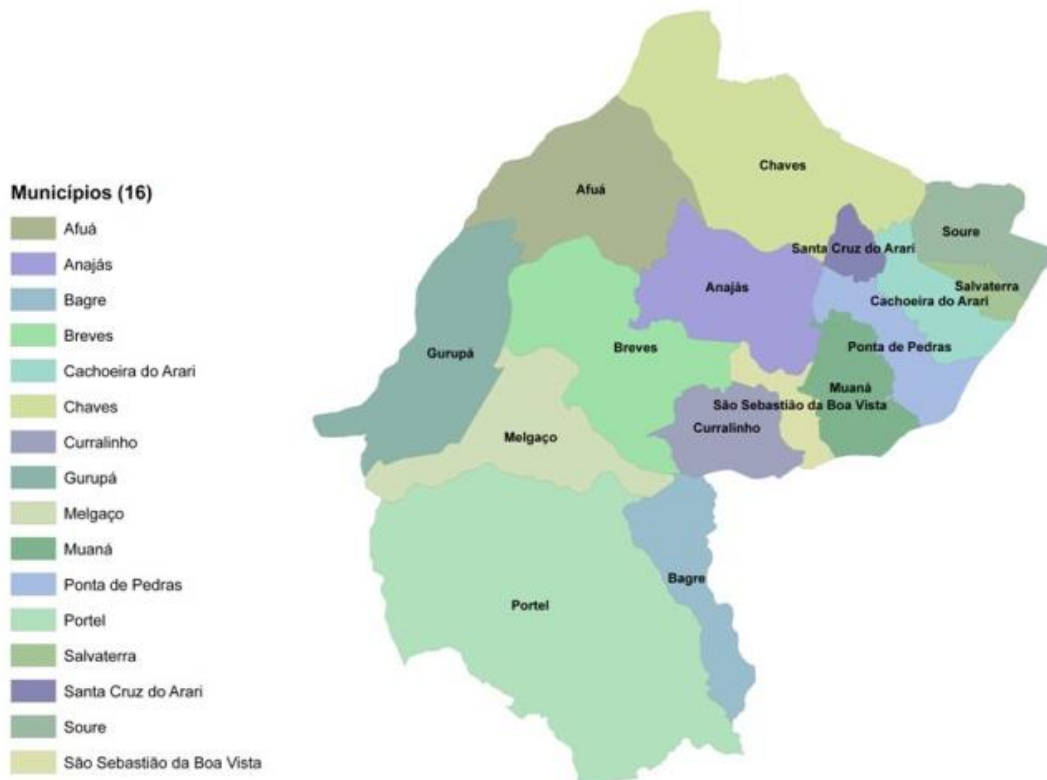 Municípios (16)
Afuá
Anajás
Bagre
Breves
Cachoeira do Arari
Chaves
Curralinho
Gurupá
Melgaço
Muaná
Ponta de Pedras
Portel
Salvaterra
Santa Cruz do Arari
Soure
São Sebastião da Boa Vista
Chaves
Afuá
Soure
Santa Cruz do Arari
Salvaterra
Anajás
Cachoeira do Arari
Ponta de Pedras
Breves
Gurupá
Muaná
São Sebastião da Boa Vista
Curralinho
Melgaço
Bagre
Portel